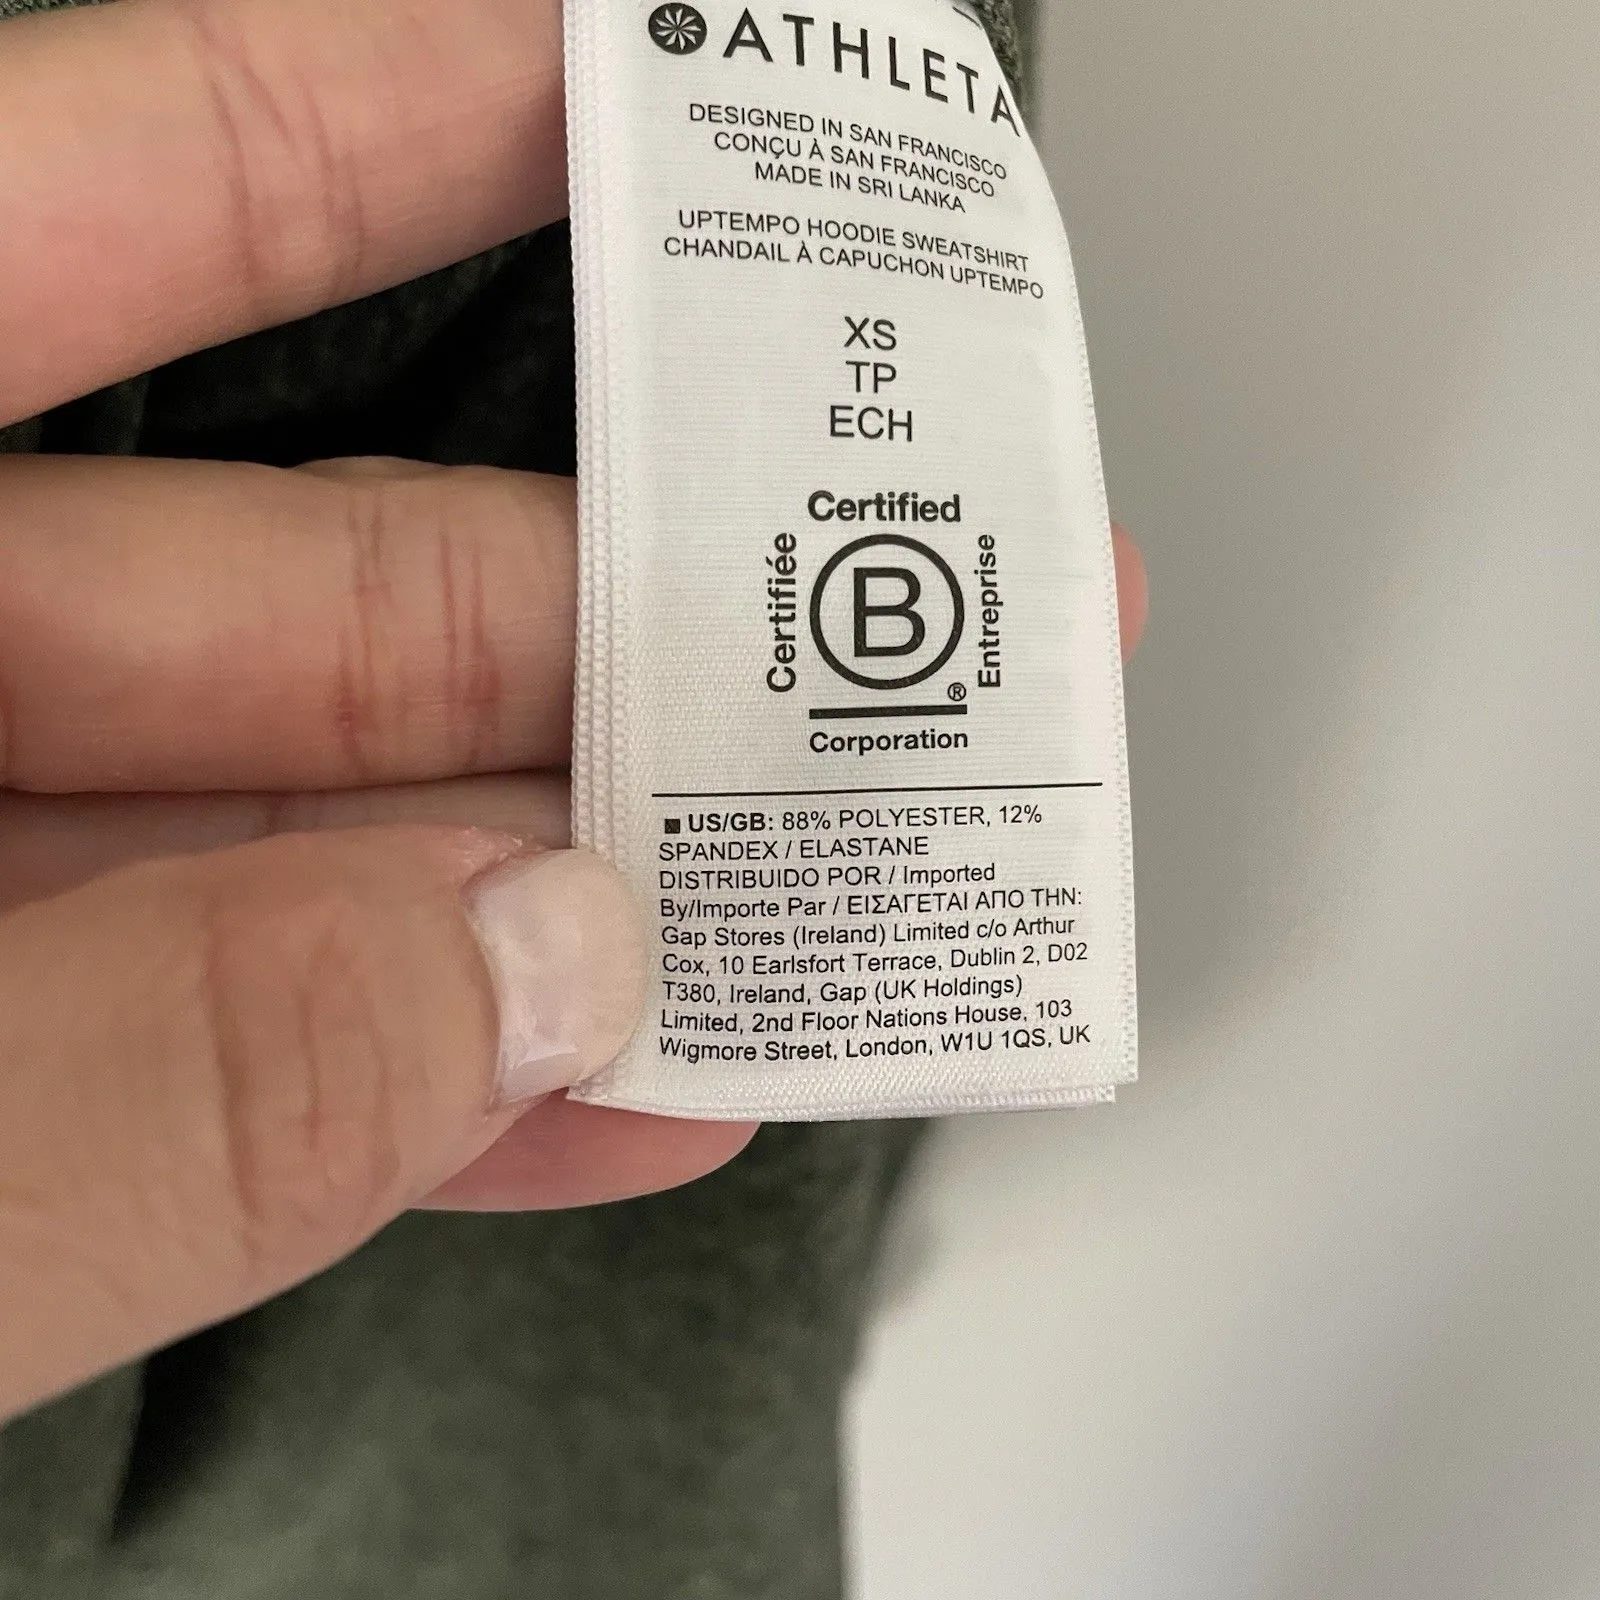 ATHLETA
DESIGNED IN SAN FRANCISCO
CONÇU À SAN FRANCISCO
MADE IN SRI LANKA
UPTEMPO HOODIE SWEATSHIRT
CHANDAIL À CAPUCHON UPTEMPO
XS
TP
ECH
Certified
Certifiée
B
Entreprise
®
Corporation
US/GB: 88% POLYESTER, 12%
SPANDEX / ELASTANE
DISTRIBUIDO POR / Imported
By/Importe Par / ΕΙΣΑΓΕΤΑΙ ΑΠΟ ΤΗΝ:
Gap Stores (Ireland) Limited c/o Arthur
Cox, 10 Earlsfort Terrace, Dublin 2, D02
T380, Ireland, Gap (UK Holdings)
Limited, 2nd Floor Nations House, 103
Wigmore Street, London, W1U 1QS, UK